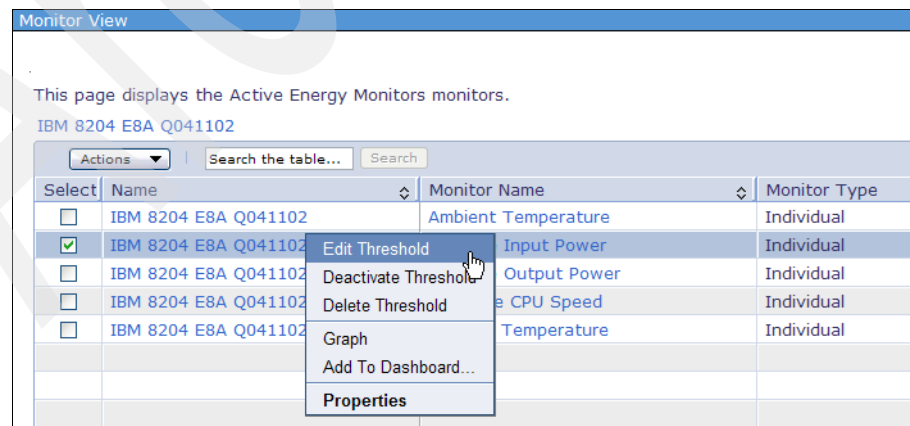 Monitor View
This page displays the Active Energy Monitors monitors.
IBM 8204 E8A Q041102
Actions Search the table... Search
Select Name Monitor Name Monitor Type
IBM 8204 E8A Q041102 Ambient Temperature Individual
IBM 8204 E8A Q041102 Input Power Individual
IBM 8204 E8A Q041102 Output Power Individual
IBM 8204 E8A Q041102 CPU Speed Individual
IBM 8204 E8A Q041102 Temperature Individual
Edit Threshold
Deactivate Threshold
Delete Threshold
Graph
Add To Dashboard...
Properties